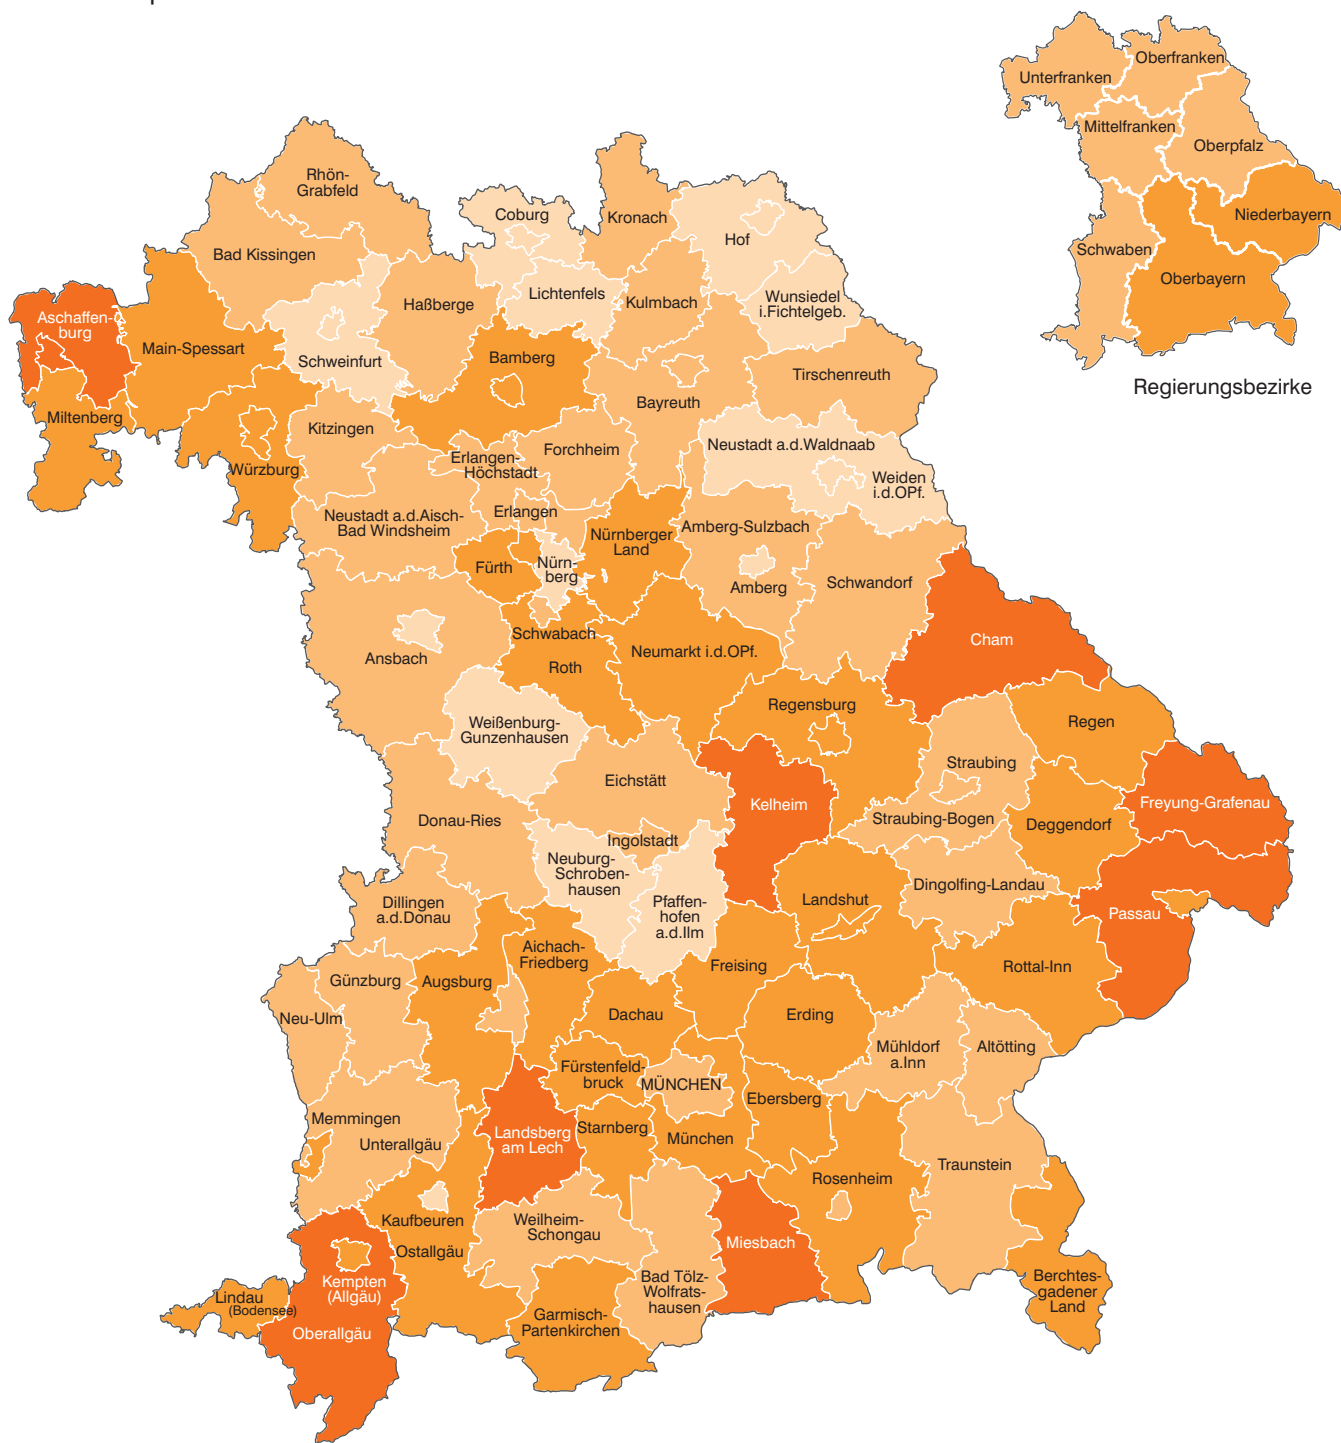 Unterfranken
Oberfranken
Mittelfranken
Oberpfalz
Niederbayern
Schwaben
Oberbayern
Regierungsbezirke
Rhön-
Grabfeld
Bad Kissingen
Coburg
Kronach
Hof
Haßberge
Lichtenfels
Kulmbach
Wunsiedel
i.Fichtelgeb.
Aschaffen-
burg
Main-Spessart
Schweinfurt
Bamberg
Tirschenreuth
Miltenberg
Bayreuth
Kitzingen
Würzburg
Erlangen-
Höchstadt
Forchheim
Neustadt a.d.Waldnaab
Weiden
i.d.OPf.
Neustadt a.d.Aisch-
Bad Windsheim
Erlangen
Nürnberger
Land
Amberg-Sulzbach
Fürth
Nürn-
berg
Amberg
Schwandorf
Ansbach
Schwabach
Roth
Neumarkt i.d.OPf.
Cham
Weißenburg-
Gunzenhausen
Regensburg
Regen
Eichstätt
Straubing
Kelheim
Freyung-Grafenau
Donau-Ries
Ingolstadt
Straubing-Bogen
Deggendorf
Neuburg-
Schroben-
hausen
Dillingen
a.d.Donau
Pfaffen-
hofen
a.d.Ilm
Landshut
Dingolfing-Landau
Passau
Aichach-
Friedberg
Günzburg
Augsburg
Freising
Rottal-Inn
Neu-Ulm
Dachau
Erding
Mühldorf
a.Inn
Altötting
Fürstenfeld-
bruck
MÜNCHEN
Ebersberg
Memmingen
Unterallgäu
Landsberg
am Lech
Starnberg
München
Traunstein
Rosenheim
Kaufbeuren
Ostallgäu
Weilheim-
Schongau
Miesbach
Kempten
(Allgäu)
Lindau
(Bodensee)
Oberallgäu
Bad Tölz-
Wolfrats-
hausen
Garmisch-
Partenkirchen
Berchtes-
gadener
Land